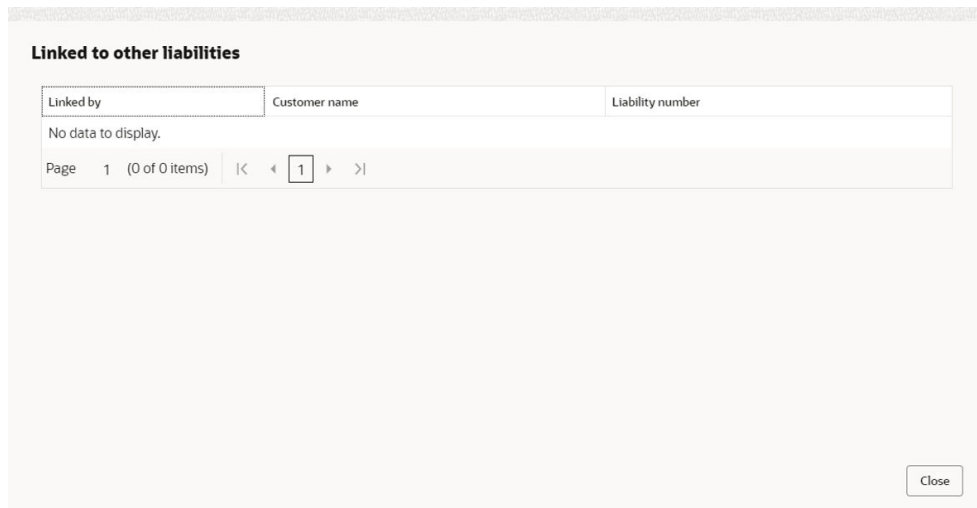 Linked to other liabilities
Linked by Customer name Liability number
No data to display.
Page 1 (0 of 0 items) 1
Close